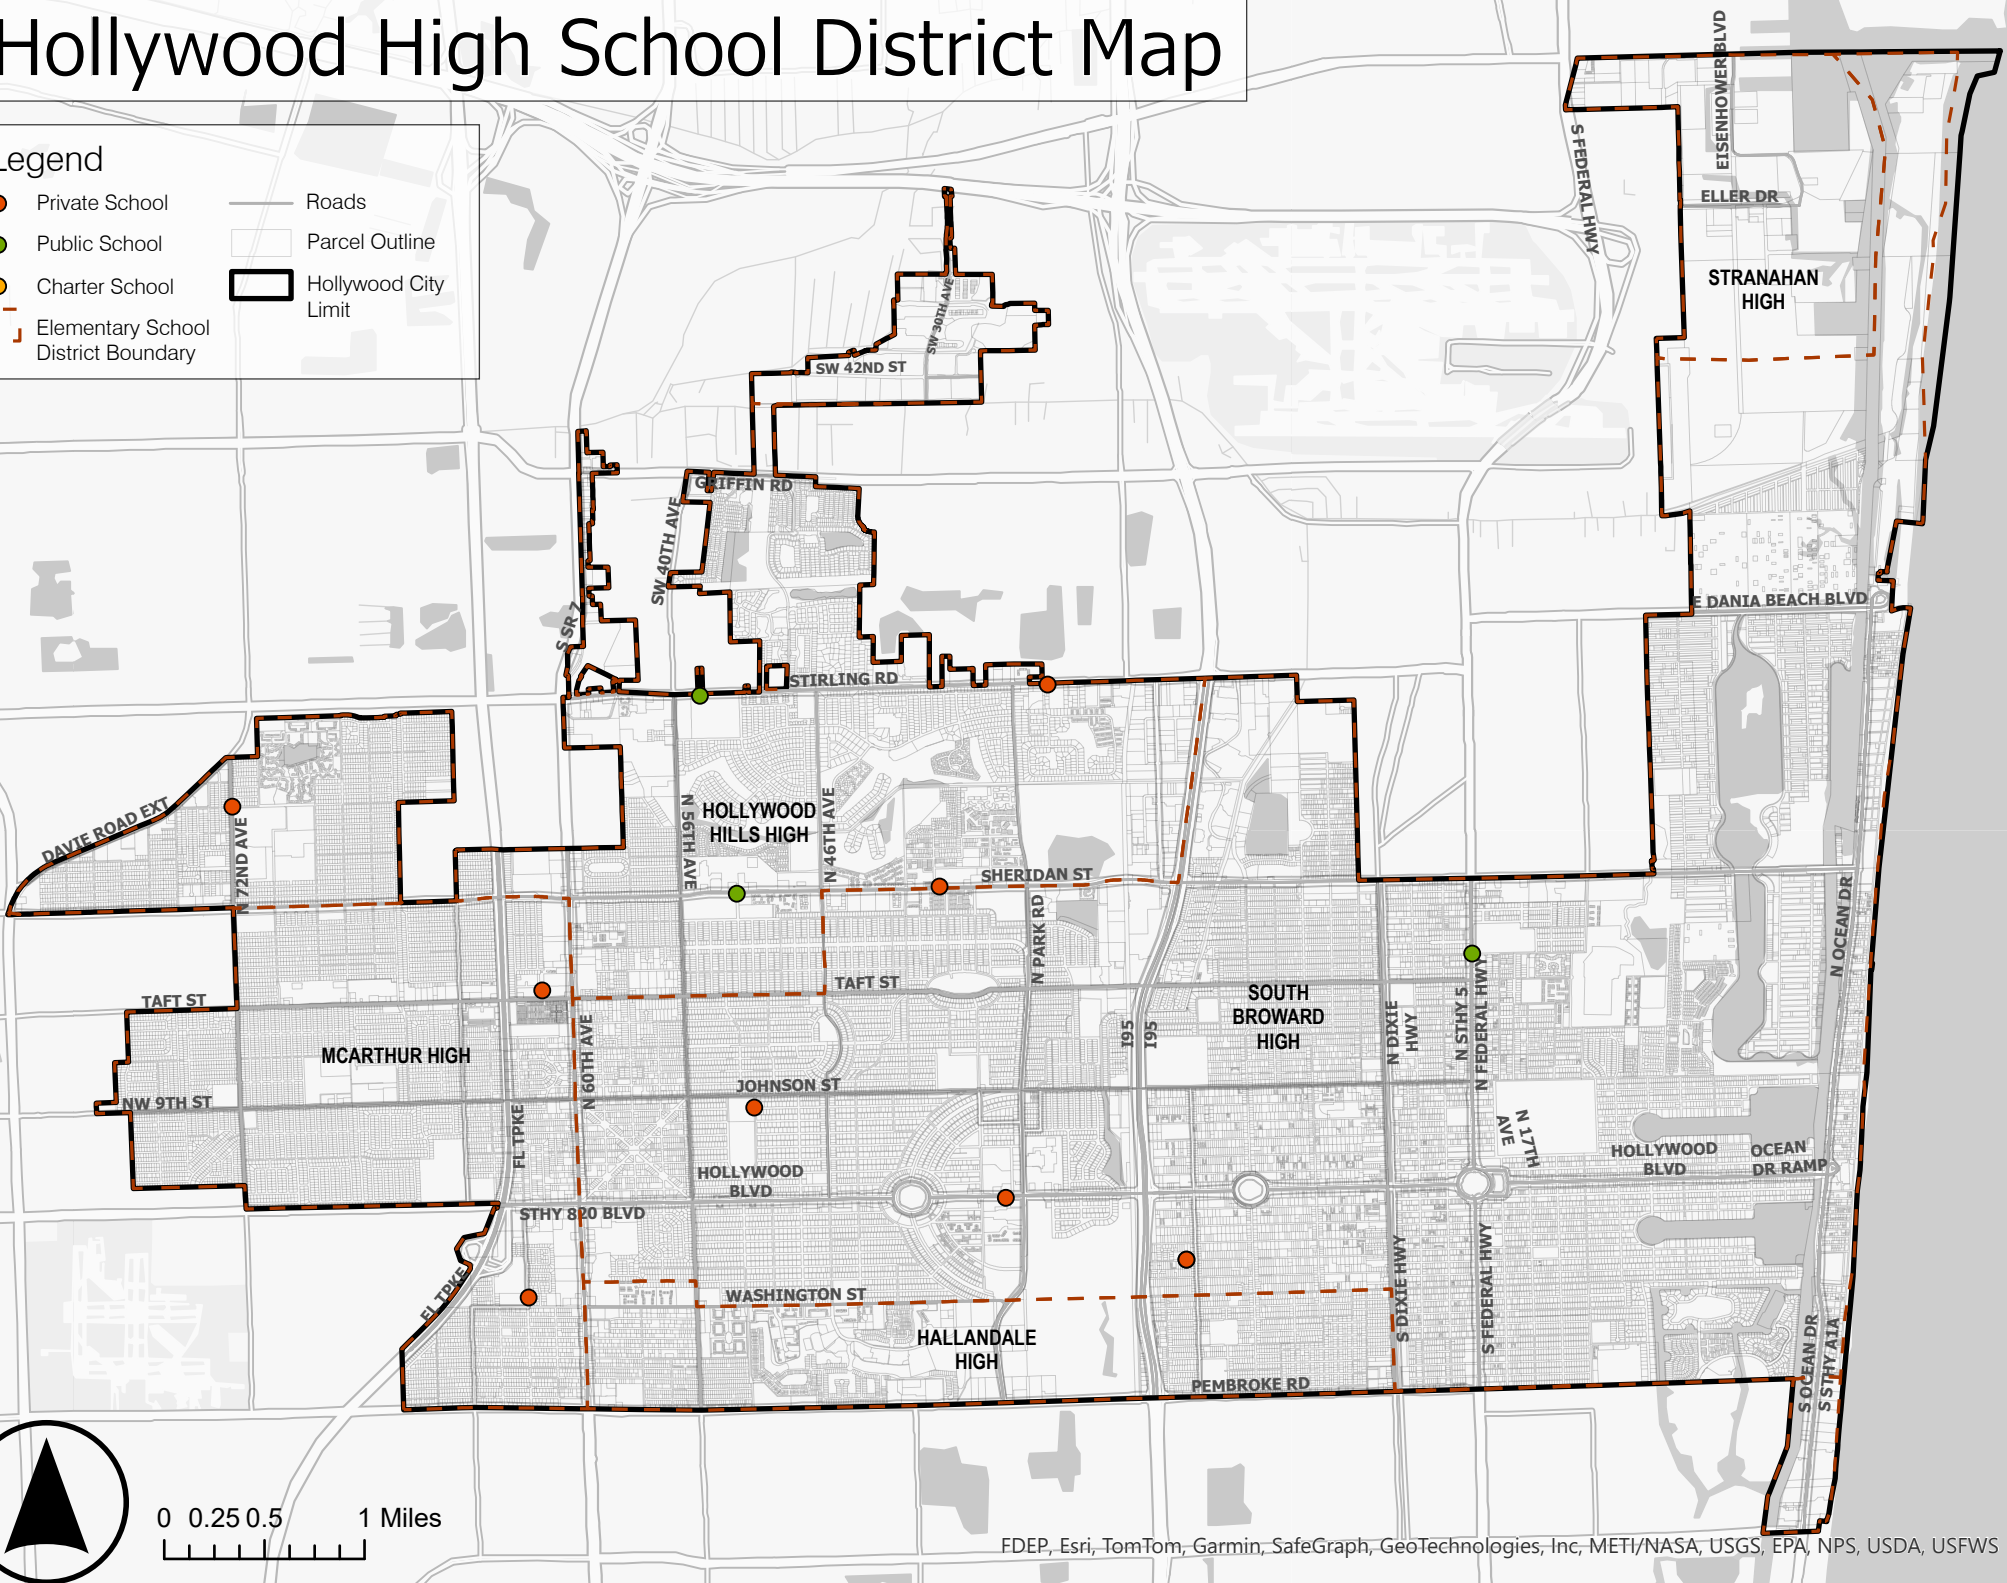 Hollywood High School District Map
Legend
Private School
Public School
Charter School
Elementary School
District Boundary
Roads
Parcel Outline
Hollywood City
Limit
EISENHOWER BLVD
S FEDERAL HWY
ELLER DR
STRANAHAN
HIGH
SW 30TH AVE
SW 42ND ST
GRIFFIN RD
SW 40TH AVE
S SR 7
E DANIA BEACH BLVD
STIRLING RD
DAVIE ROAD EXT
N 72ND AVE
N 56TH AVE
HOLLYWOOD
HILLS HIGH
N 46TH AVE
SHERIDAN ST
N PARK RD
N OCEAN DR
TAFT ST
TAFT ST
SOUTH
BROWARD
HIGH
I95
I95
N DIXIE
HWY
N STHY 5
N FEDERAL HWY
MCARTHUR HIGH
N 60TH AVE
JOHNSON ST
NW 9TH ST
FL TPKE
N 17TH
AVE
HOLLYWOOD
BLVD
HOLLYWOOD
BLVD
OCEAN
DR RAMP
STHY 820 BLVD
FL TPKE
WASHINGTON ST
HALLANDALE
HIGH
S DIXIE HWY
S FEDERAL HWY
S OCEAN DR
S STHY A1A
PEMBROKE RD
0 0.25 0.5 1 Miles
FDEP, Esri, TomTom, Garmin, SafeGraph, GeoTechnologies, Inc, METI/NASA, USGS, EPA, NPS, USDA, USFWS